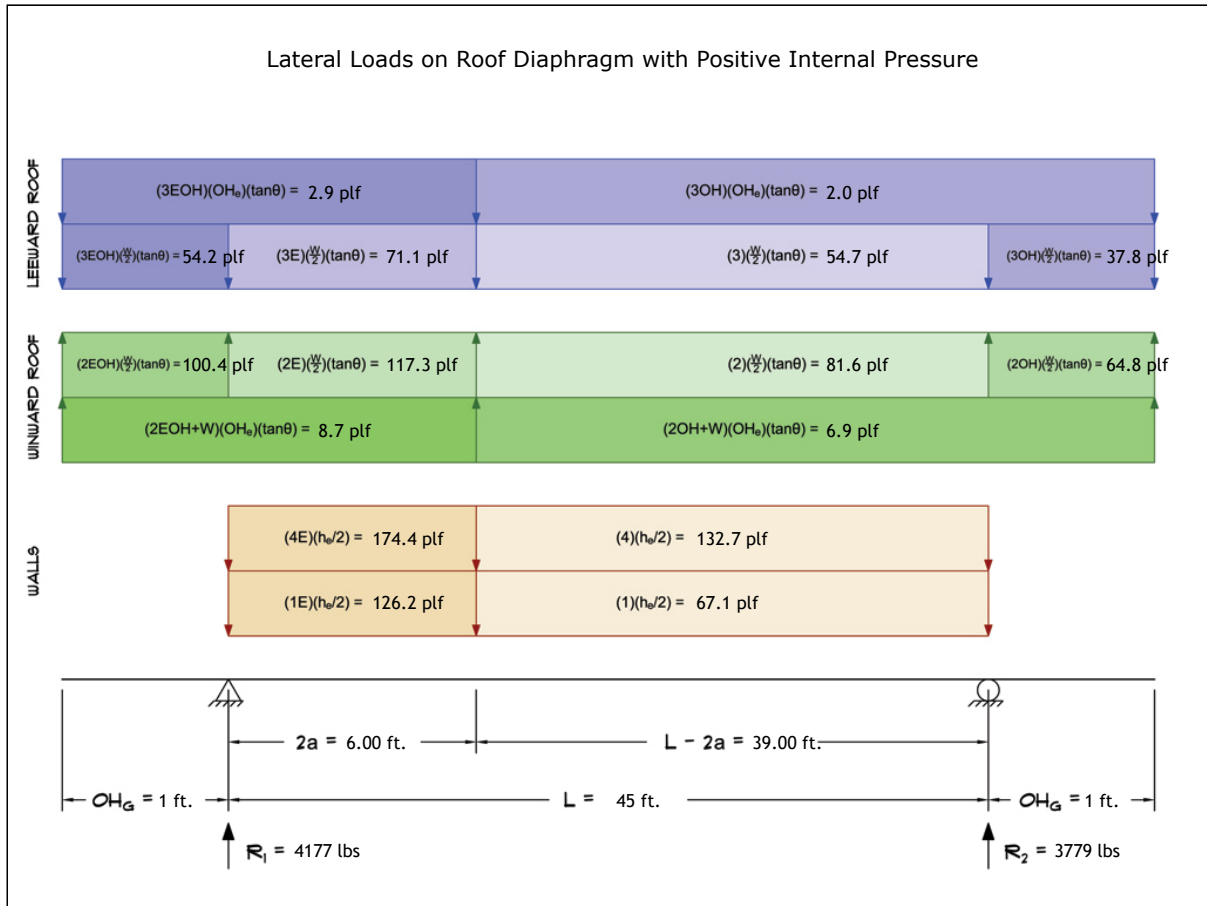 Lateral Loads on Roof Diaphragm with Positive Internal Pressure
LEEWARD ROOF
(3EOH)(OHₑ)(tanθ) = 2.9 plf
(3OH)(OHₑ)(tanθ) = 2.0 plf
(3EOH)(W/2)(tanθ) = 54.2 plf
(3E)(W/2)(tanθ) = 71.1 plf
(3)(W/2)(tanθ) = 54.7 plf
(3OH)(W/2)(tanθ) = 37.8 plf
WINWARD ROOF
(2EOH)(W/2)(tanθ) = 100.4 plf
(2E)(W/2)(tanθ) = 117.3 plf
(2)(W/2)(tanθ) = 81.6 plf
(2OH)(W/2)(tanθ) = 64.8 plf
(2EOH+W)(OHₑ)(tanθ) = 8.7 plf
(2OH+W)(OHₑ)(tanθ) = 6.9 plf
WALLS
(4E)(hₑ/2) = 174.4 plf
(4)(hₑ/2) = 132.7 plf
(1E)(hₑ/2) = 126.2 plf
(1)(hₑ/2) = 67.1 plf
2a = 6.00 ft.
L - 2a = 39.00 ft.
OH_G = 1 ft.
L = 45 ft.
OH_G = 1 ft.
R₁ = 4177 lbs
R₂ = 3779 lbs